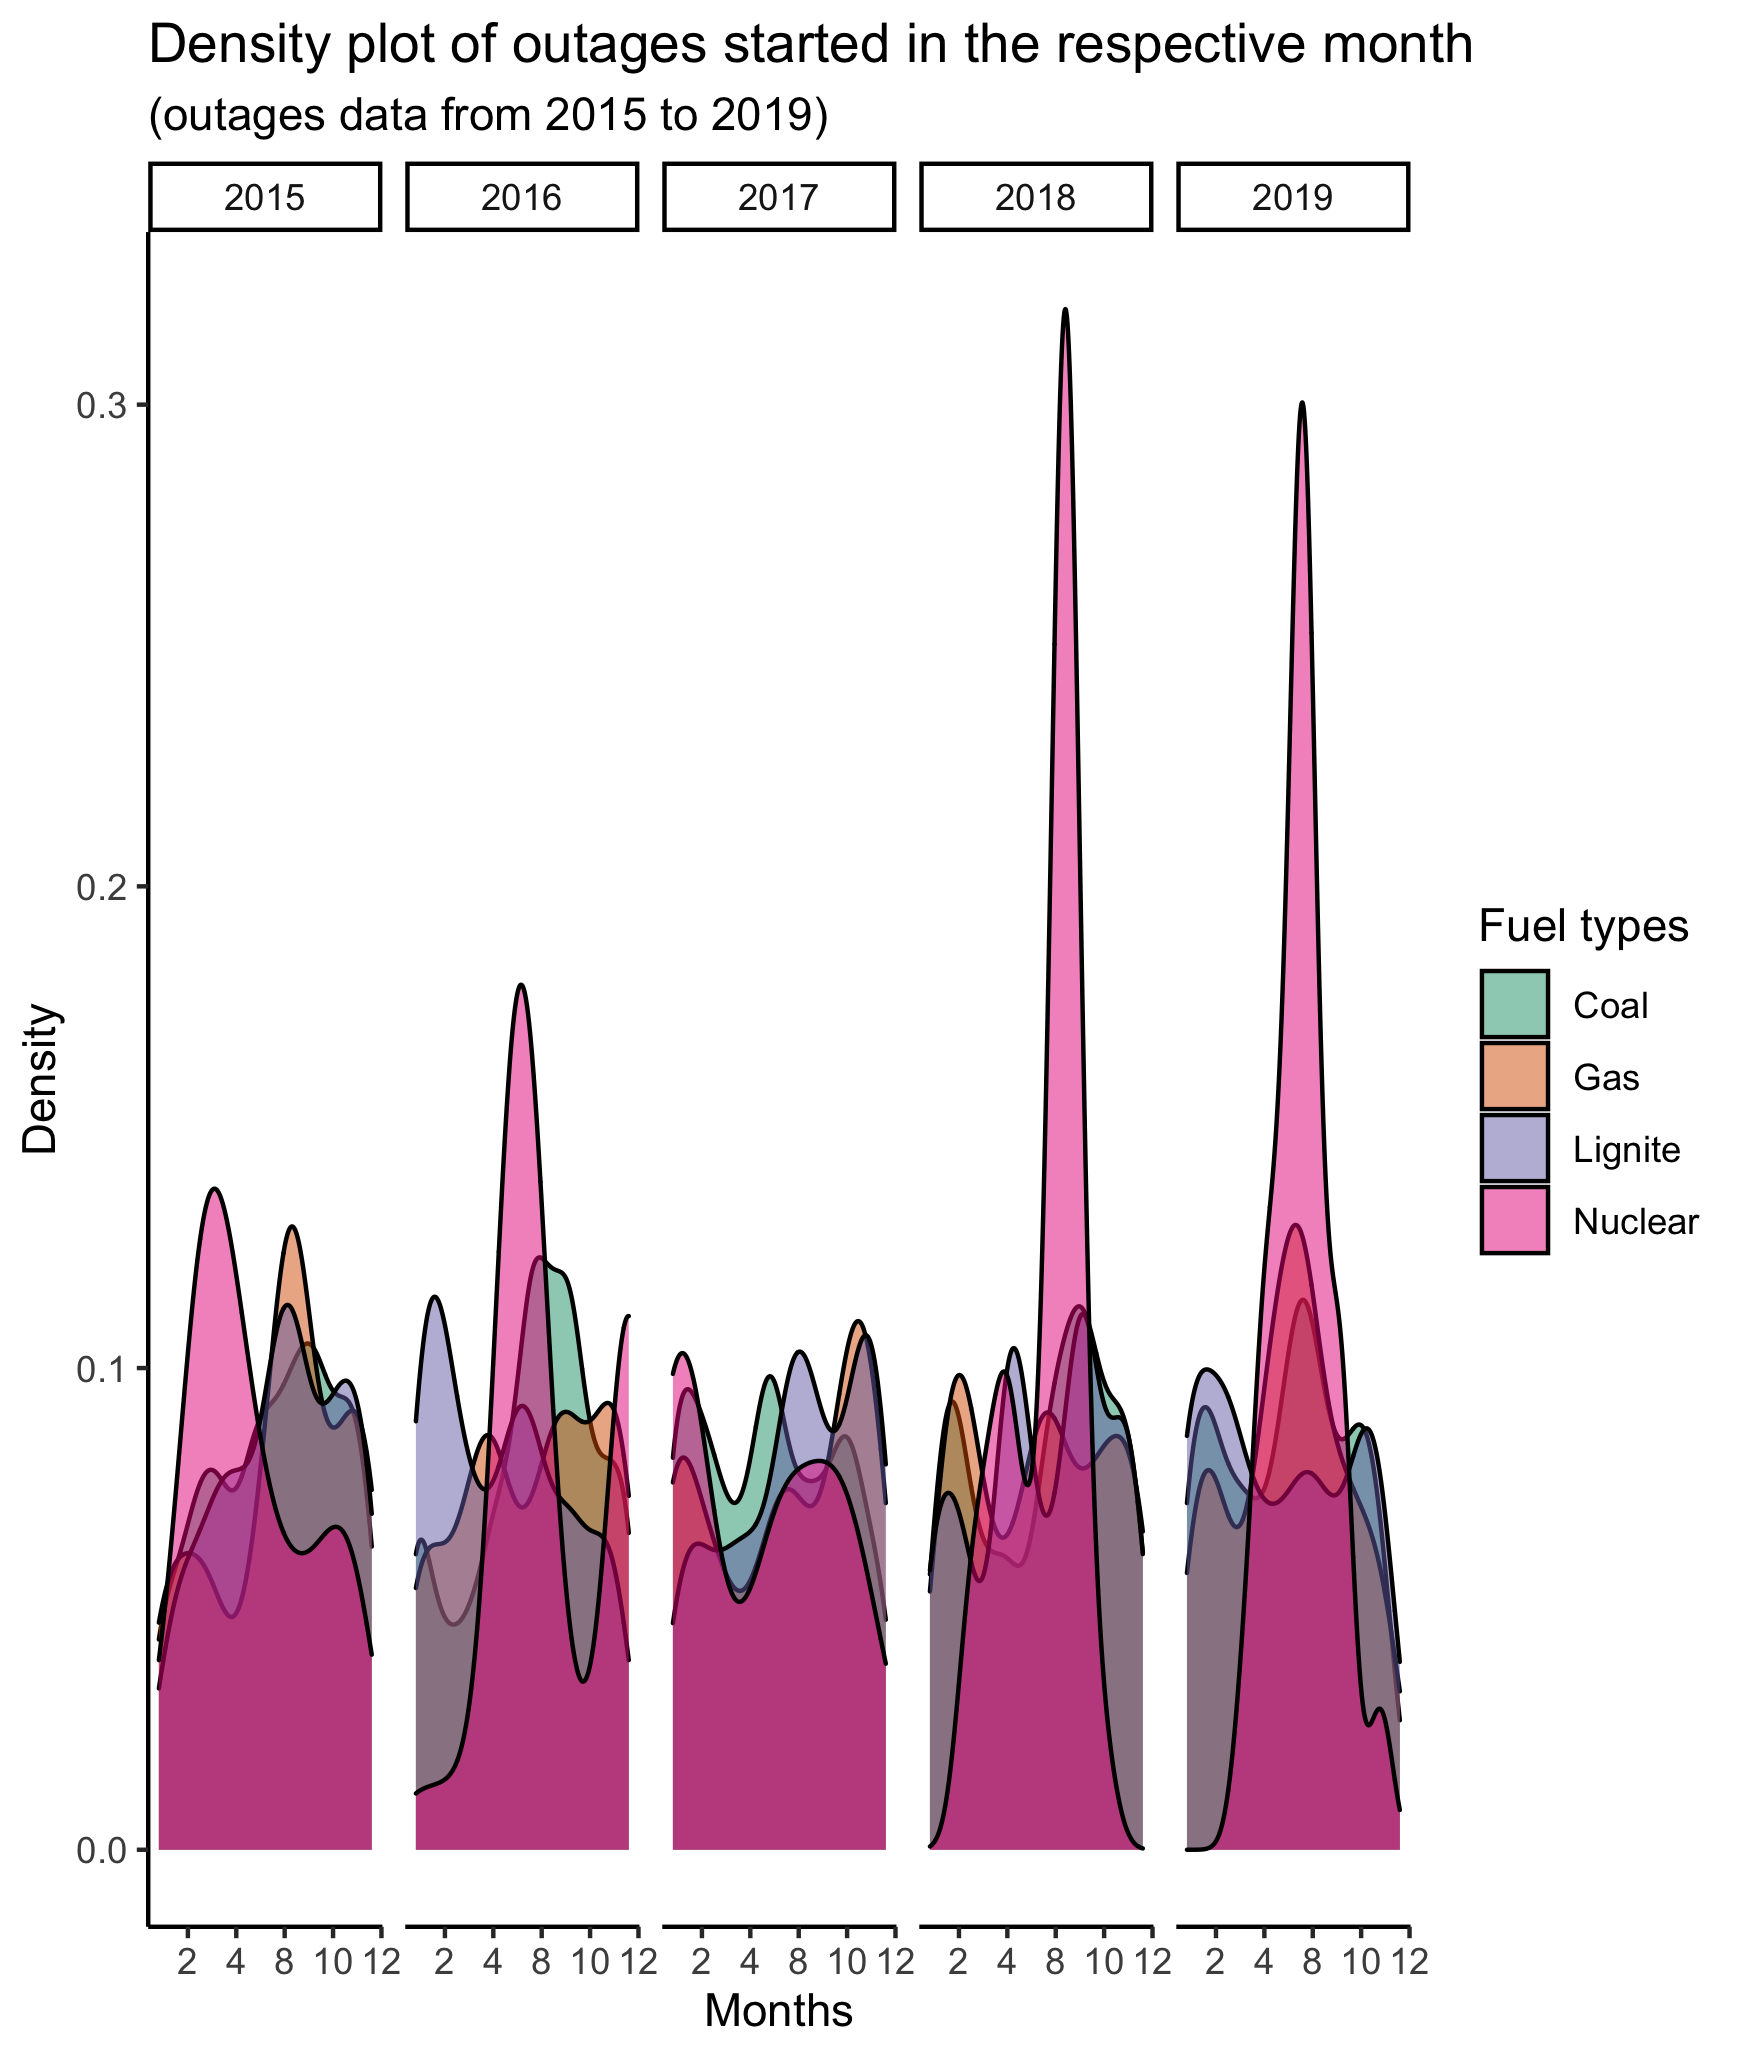 Density plot of outages started in the respective month
(outages data from 2015 to 2019)
2015 2016 2017 2018 2019
0.3
0.2
0.1
0.0
Density
2 4 8 10 12 2 4 8 10 12 2 4 8 10 12 2 4 8 10 12 2 4 8 10 12
Months
Fuel types
Coal
Gas
Lignite
Nuclear